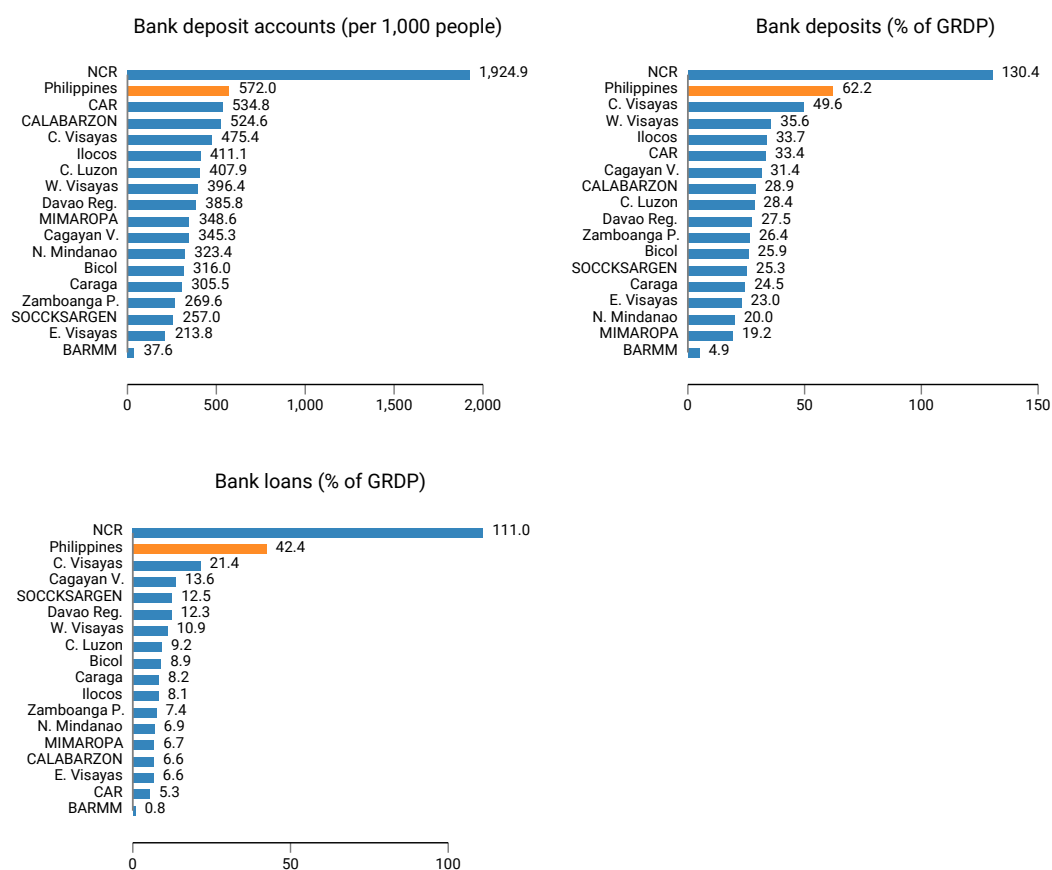 Bank deposit accounts (per 1,000 people)
NCR 1,924.9
Philippines 572.0
CAR 534.8
CALABARZON 524.6
C. Visayas 475.4
Ilocos 411.1
C. Luzon 407.9
W. Visayas 396.4
Davao Reg. 385.8
MIMAROPA 348.6
Cagayan V. 345.3
N. Mindanao 323.4
Bicol 316.0
Caraga 305.5
Zamboanga P. 269.6
SOCCKSARGEN 257.0
E. Visayas 213.8
BARMM 37.6
0 500 1,000 1,500 2,000
Bank deposits (% of GRDP)
NCR 130.4
Philippines 62.2
C. Visayas 49.6
W. Visayas 35.6
Ilocos 33.7
CAR 33.4
Cagayan V. 31.4
CALABARZON 28.9
C. Luzon 28.4
Davao Reg. 27.5
Zamboanga P. 26.4
Bicol 25.9
SOCCKSARGEN 25.3
Caraga 24.5
E. Visayas 23.0
N. Mindanao 20.0
MIMAROPA 19.2
BARMM 4.9
0 50 100 150
Bank loans (% of GRDP)
NCR 111.0
Philippines 42.4
C. Visayas 21.4
Cagayan V. 13.6
SOCCKSARGEN 12.5
Davao Reg. 12.3
W. Visayas 10.9
C. Luzon 9.2
Bicol 8.9
Caraga 8.2
Ilocos 8.1
Zamboanga P. 7.4
N. Mindanao 6.9
MIMAROPA 6.7
CALABARZON 6.6
E. Visayas 6.6
CAR 5.3
BARMM 0.8
0 50 100